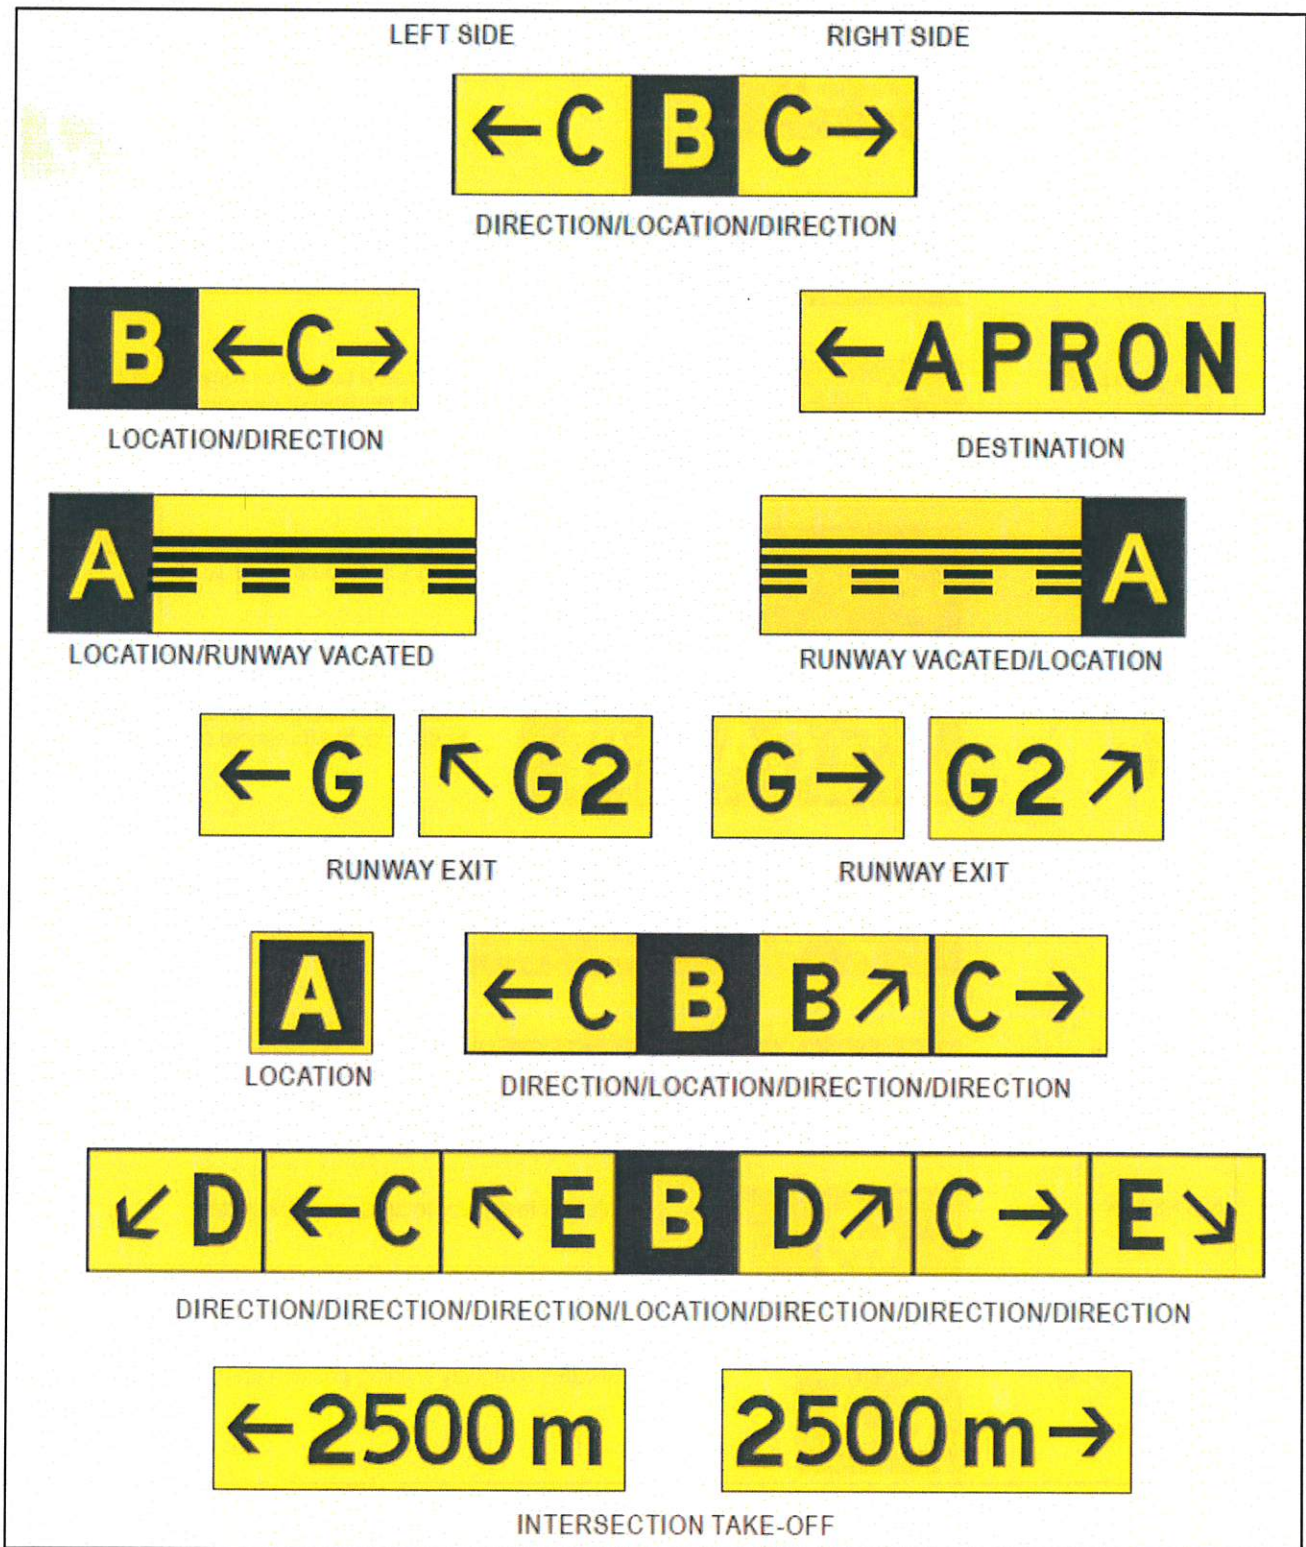 LEFT SIDE RIGHT SIDE
←C B C→
DIRECTION/LOCATION/DIRECTION
B ←C→ ←APRON
LOCATION/DIRECTION DESTINATION
A A
LOCATION/RUNWAY VACATED RUNWAY VACATED/LOCATION
←G ↖G2 G→ G2↗
RUNWAY EXIT RUNWAY EXIT
A ←C B B↗ C→
LOCATION DIRECTION/LOCATION/DIRECTION/DIRECTION
↙D ←C ↖E B D↗ C→ E↘
DIRECTION/DIRECTION/DIRECTION/LOCATION/DIRECTION/DIRECTION/DIRECTION
←2500m 2500m→
INTERSECTION TAKE-OFF